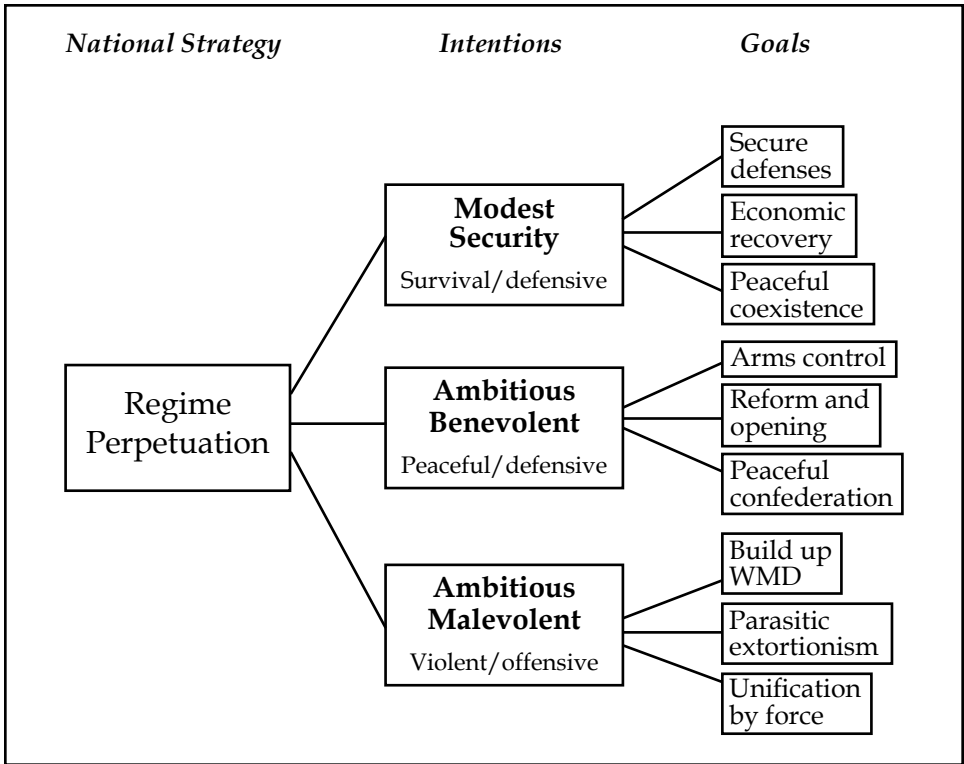 National Strategy
Intentions
Goals
Regime
Perpetuation
Modest
Security
Survival/defensive
Secure
defenses
Economic
recovery
Peaceful
coexistence
Ambitious
Benevolent
Peaceful/defensive
Arms control
Reform and
opening
Peaceful
confederation
Ambitious
Malevolent
Violent/offensive
Build up
WMD
Parasitic
extortionism
Unification
by force